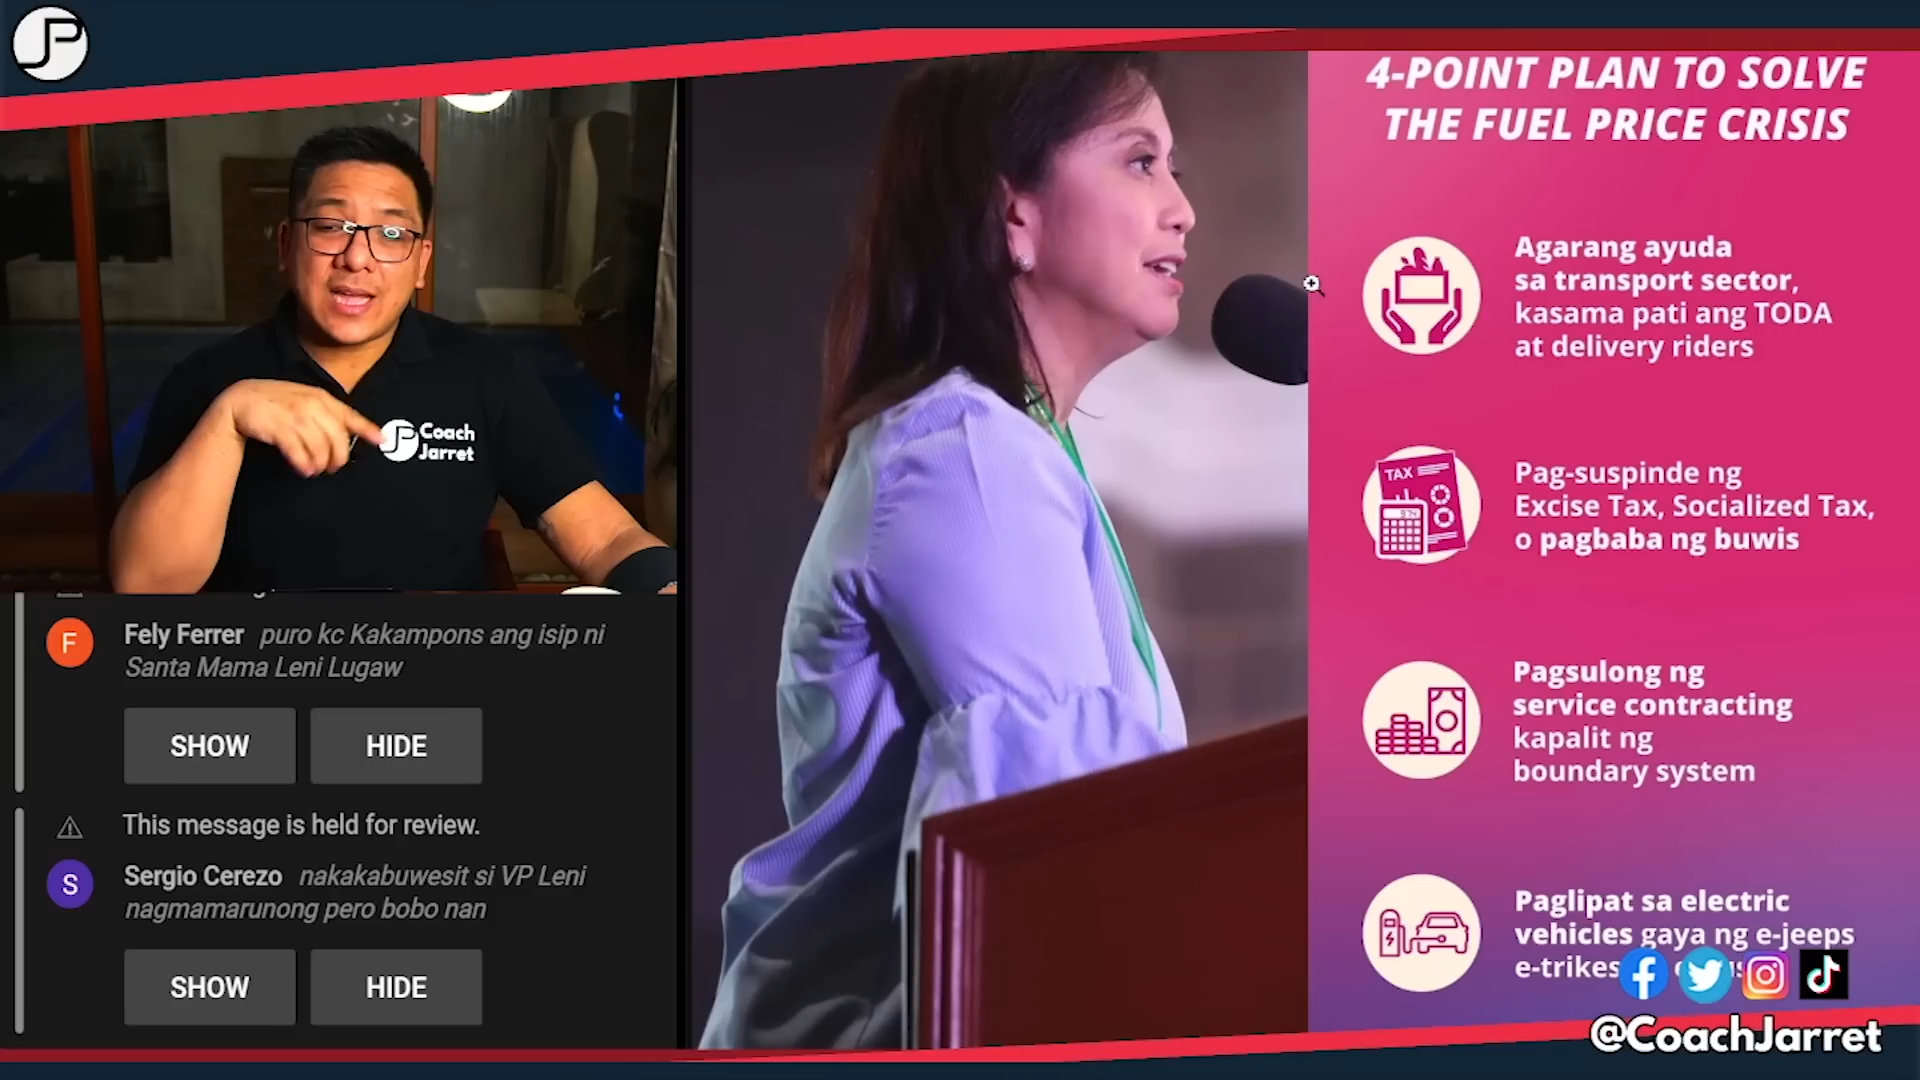 JP
4-POINT PLAN TO SOLVE
THE FUEL PRICE CRISIS
Agarang ayuda
sa transport sector,
kasama pati ang TODA
at delivery riders
TAX
Pag-suspinde ng
Excise Tax, Socialized Tax,
o pagbaba ng buwis
Pagsulong ng
service contracting
kapalit ng
boundary system
Paglipat sa electric
vehicles gaya ng e-jeeps
e-trikes
JP Coach
Jarret
F
Fely Ferrer puro kc Kakampons ang isip ni
Santa Mama Leni Lugaw
SHOW HIDE
This message is held for review.
S
Sergio Cerezo nakakabuwesit si VP Leni
nagmamarunong pero bobo nan
SHOW HIDE
@CoachJarret